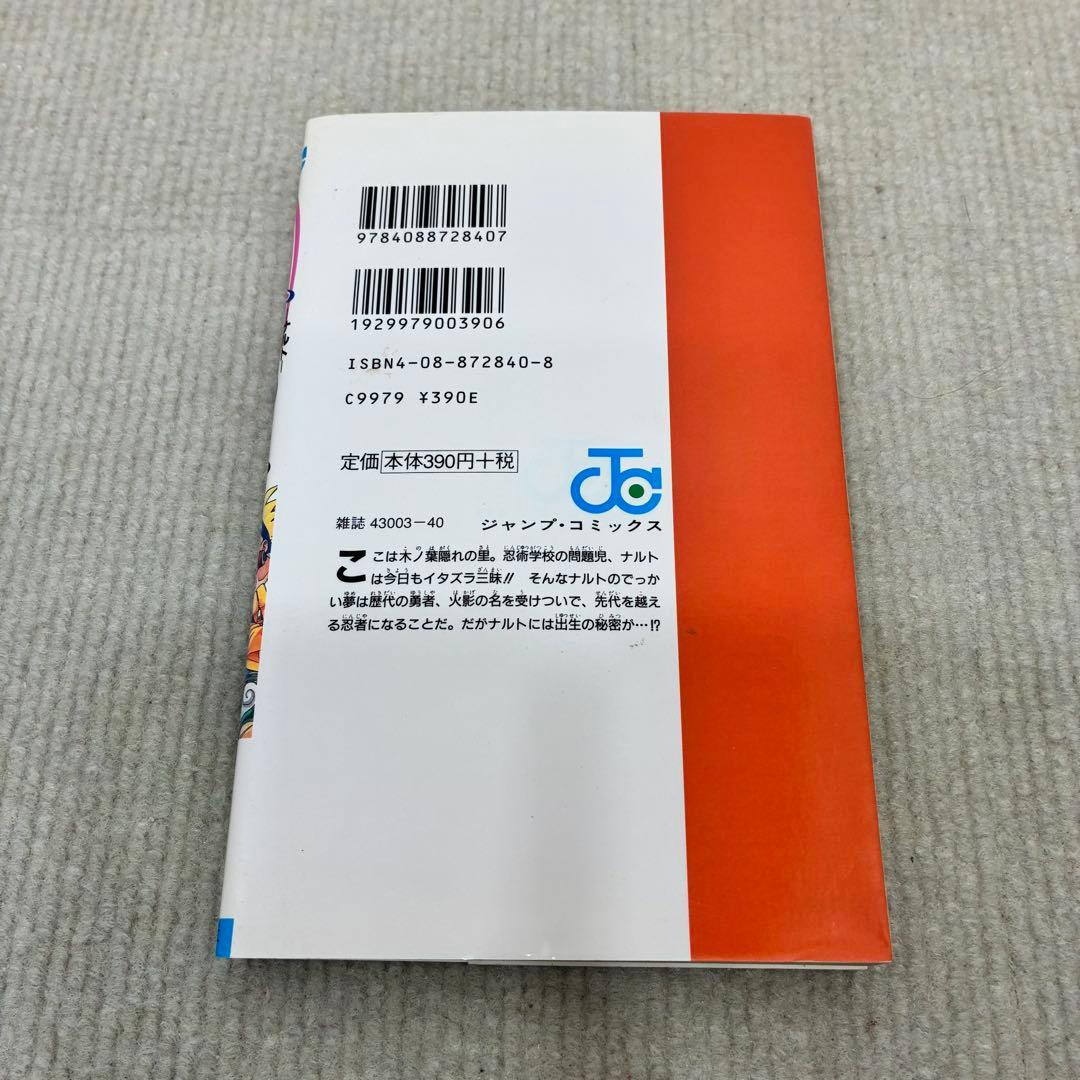 9784088728407
1929979003906
ISBN4-08-872840-8
C9979 ¥390E
定価 本体390円+税
雑誌 43003-40
ジャンプ・コミックス
ここは木ノ葉隠れの里。忍術学校の問題児、ナルト
は今日もイタズラ三昧!! そんなナルトのでっか
い夢は歴代の勇者、火影の名を受けついで、先代を越え
る忍者になることだ。だがナルトには出生の秘密が…!?